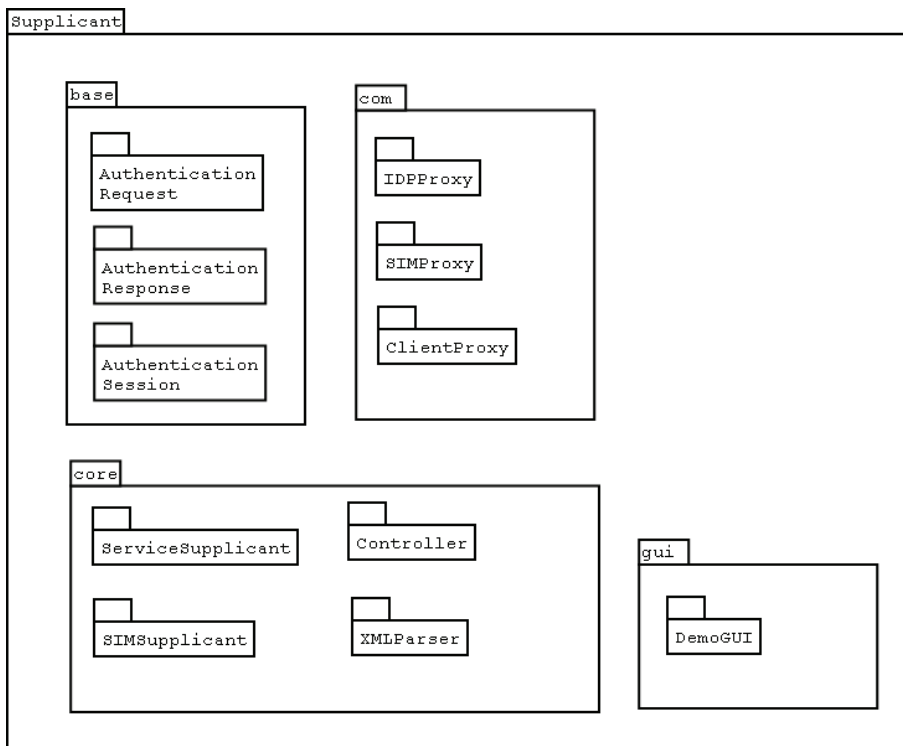 Supplicant
base
Authentication
Request
Authentication
Response
Authentication
Session
com
IDPProxy
SIMProxy
ClientProxy
core
ServiceSupplicant
Controller
SIMSupplicant
XMLParser
gui
DemoGUI